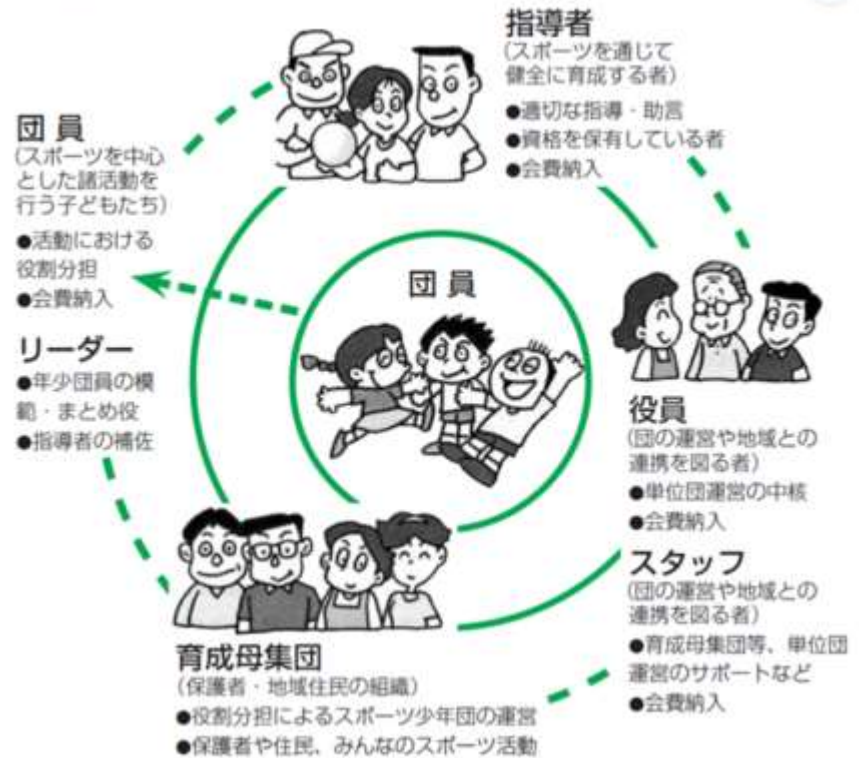 指導者
(スポーツを通じて
健全に育成する者)
●適切な指導・助言
●資格を保有している者
●会費納入
団員
(スポーツを中心
とした諸活動を
行う子どもたち)
●活動における
役割分担
●会費納入
リーダー
●年少団員の模
範・まとめ役
●指導者の補佐
団員
役員
(団の運営や地域との
連携を図る者)
●単位団運営の中核
●会費納入
スタッフ
(団の運営や地域との
連携を図る者)
●育成母集団等、単位団
運営のサポートなど
●会費納入
育成母集団
(保護者・地域住民の組織)
●役割分担によるスポーツ少年団の運営
●保護者や住民、みんなのスポーツ活動